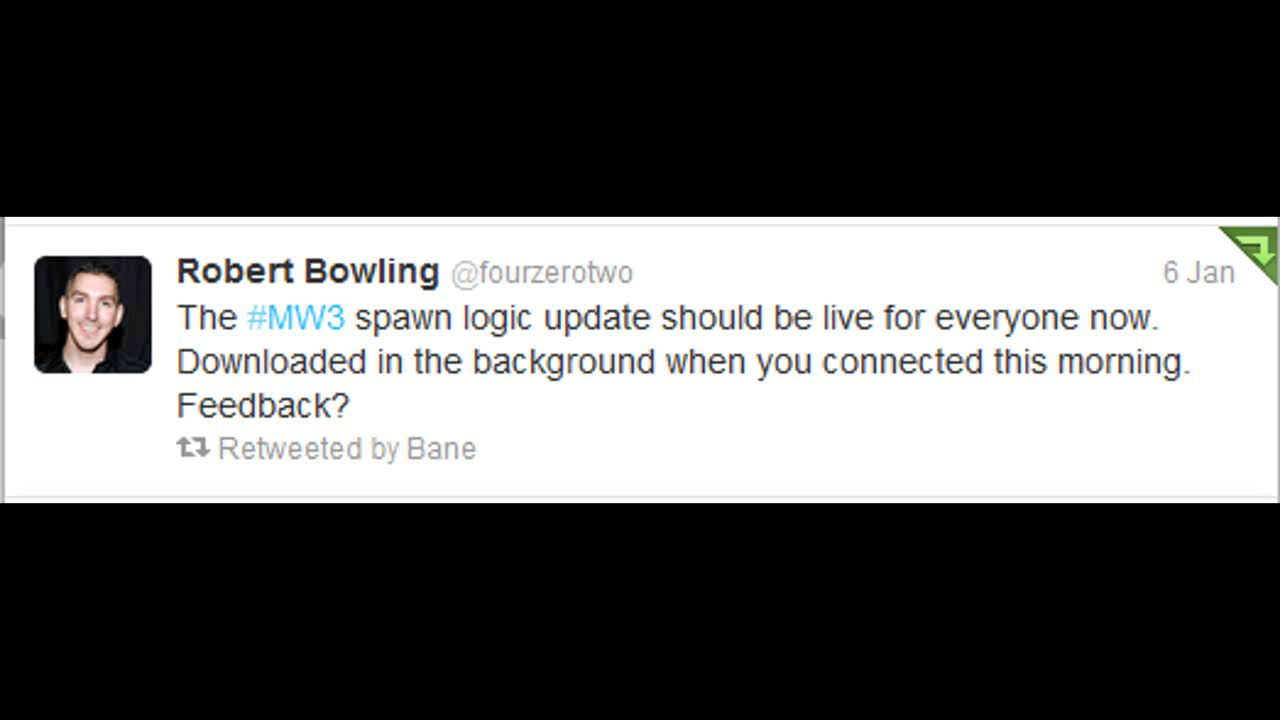 Robert Bowling @fourzerotwo 6 Jan
The #MW3 spawn logic update should be live for everyone now.
Downloaded in the background when you connected this morning.
Feedback?
Retweeted by Bane